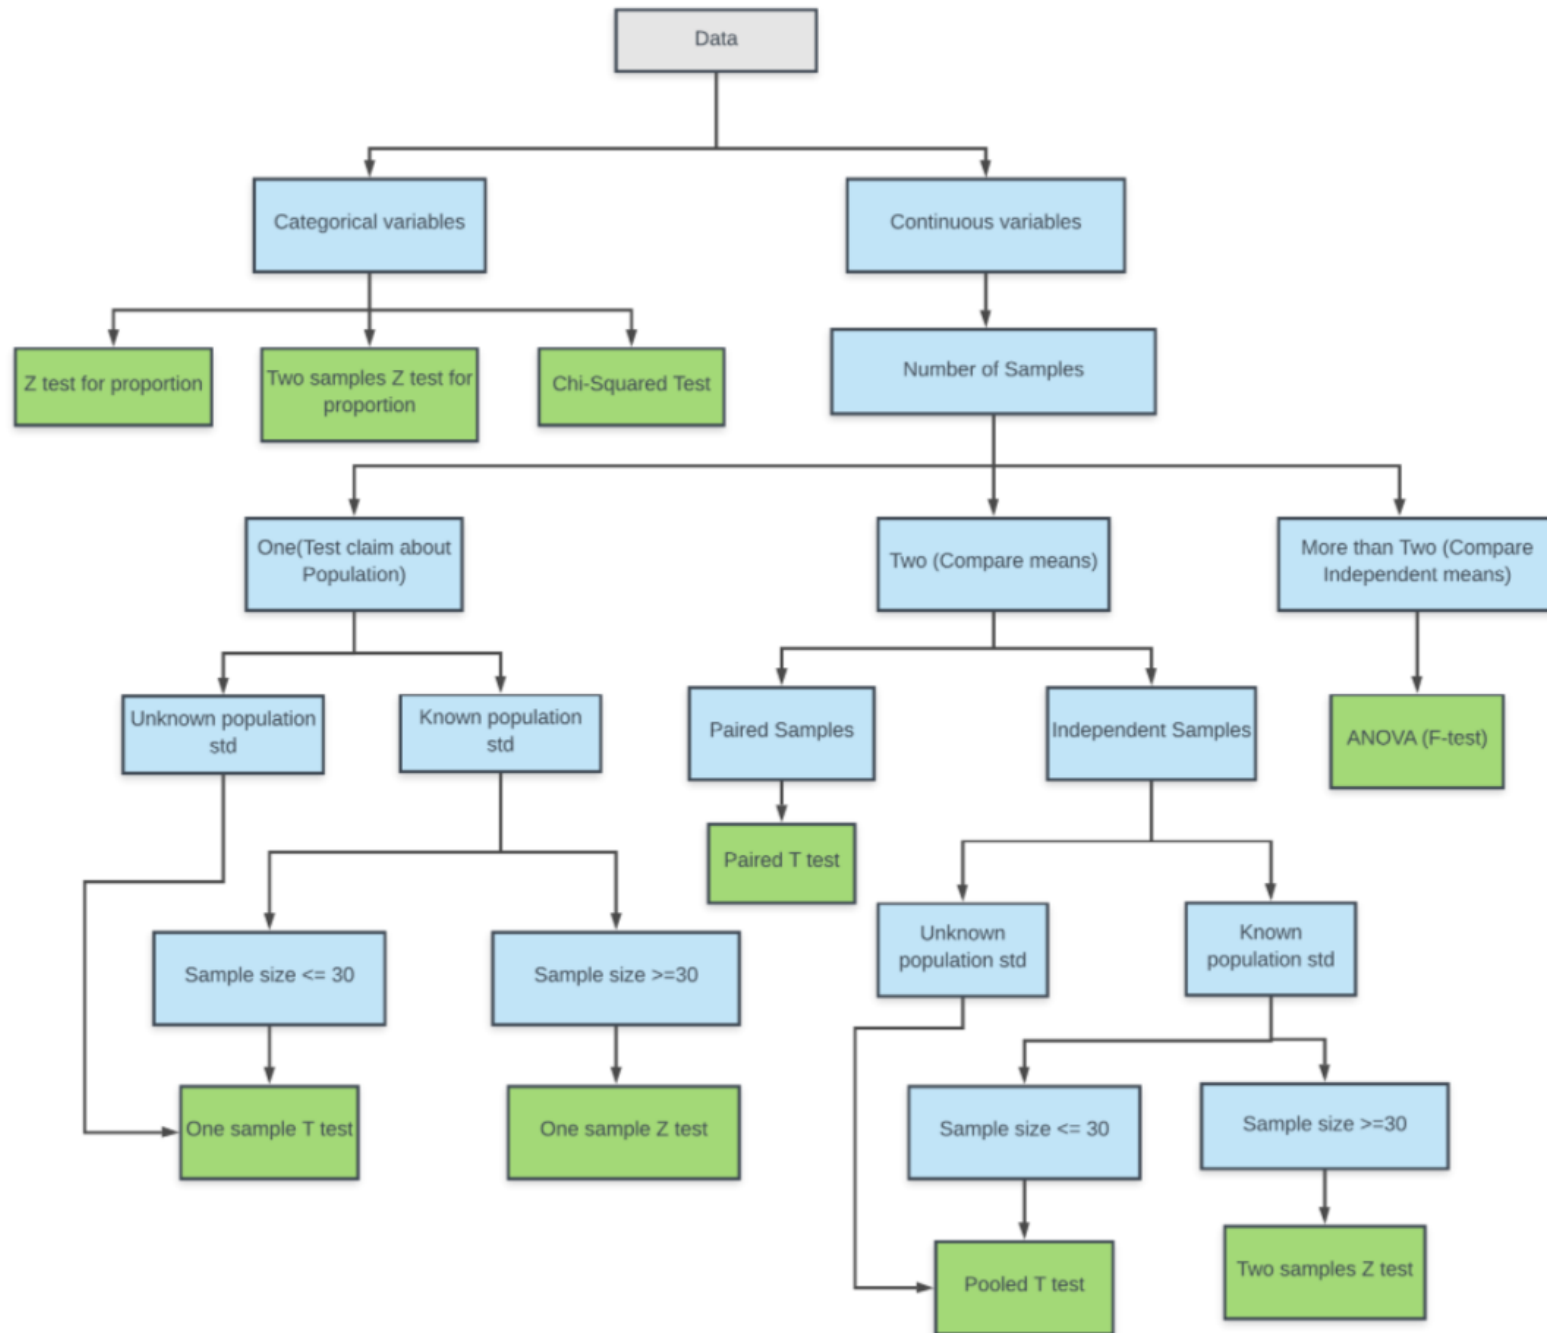 Data
Categorical variables
Continuous variables
Z test for proportion
Two samples Z test for
proportion
Chi-Squared Test
Number of Samples
One(Test claim about
Population)
Two (Compare means)
More than Two (Compare
Independent means)
Unknown population
std
Known population
std
Paired Samples
Independent Samples
ANOVA (F-test)
Paired T test
Unknown
population std
Known
population std
Sample size <= 30
Sample size >=30
One sample T test
One sample Z test
Sample size <= 30
Sample size >=30
Pooled T test
Two samples Z test